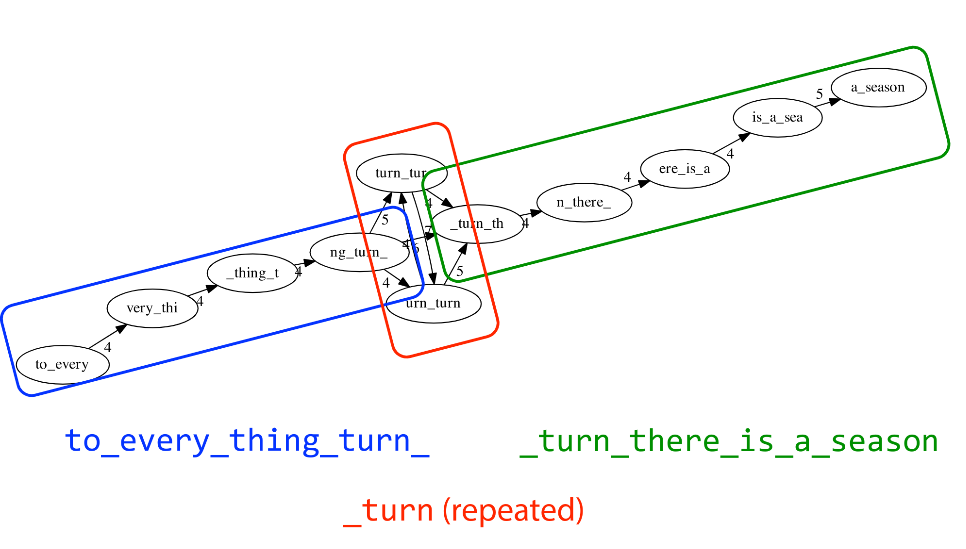 a_season
5
is_a_sea
4
ere_is_a
4
n_there_
4
_turn_th
turn_tur
4
5
7
4
6
ng_turn_
4
5
urn_turn
4
_thing_t
4
very_thi
4
to_every
to_every_thing_turn_
_turn_there_is_a_season
_turn (repeated)